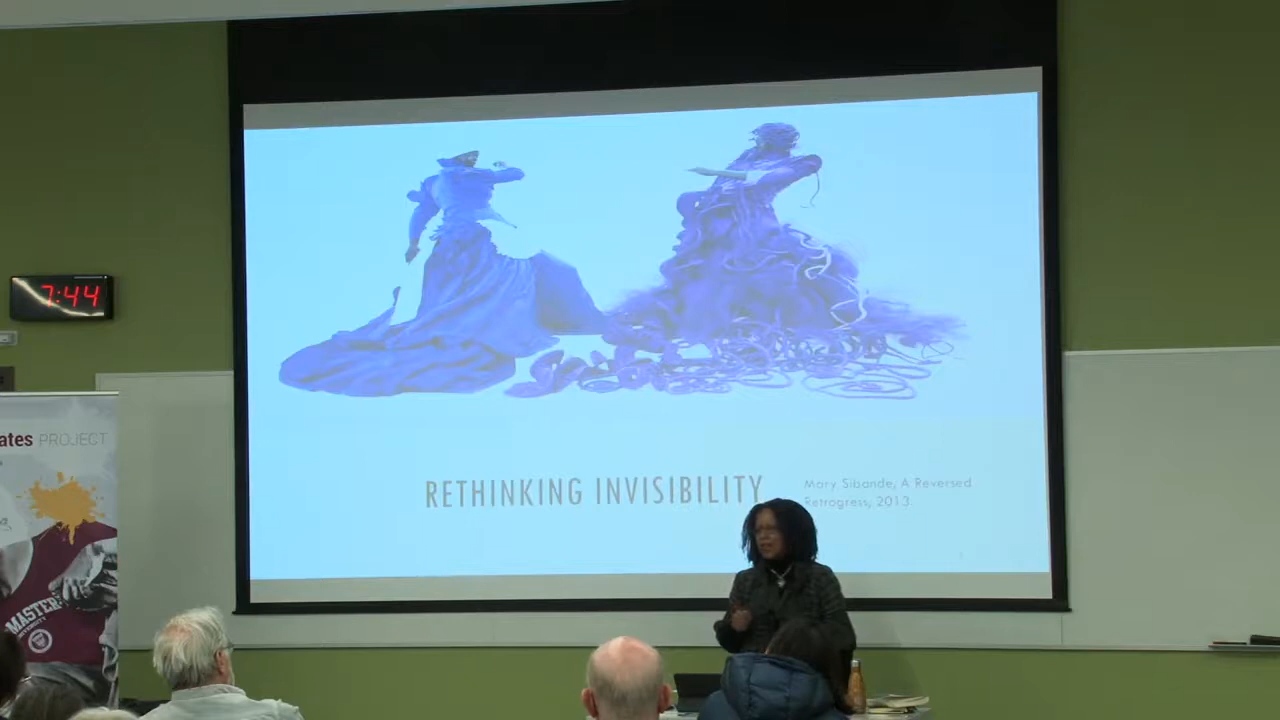 7:44
ates PROJECT
MASTER
RETHINKING INVISIBILITY
Mary Sibande, A Reversed
Retrogress, 2013